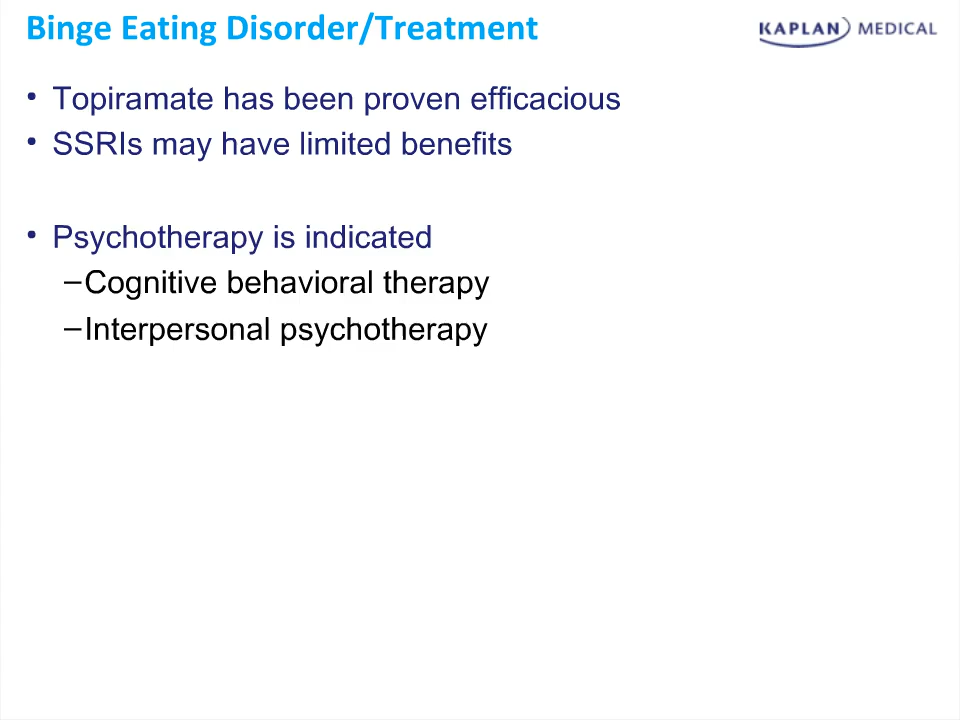 Binge Eating Disorder/Treatment
KAPLAN MEDICAL
• Topiramate has been proven efficacious
• SSRIs may have limited benefits
• Psychotherapy is indicated
–Cognitive behavioral therapy
–Interpersonal psychotherapy